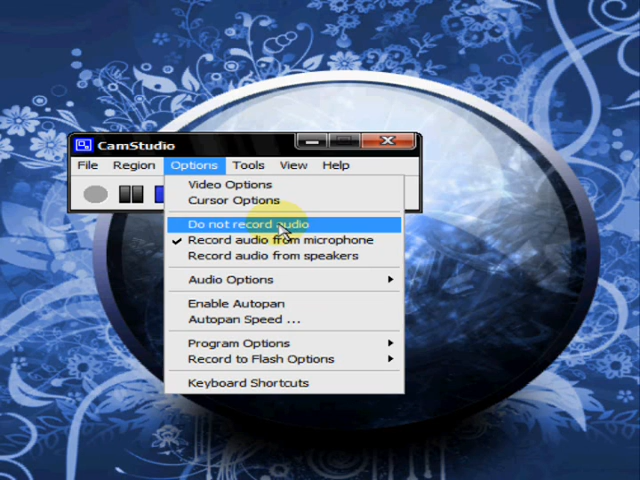 CamStudio
File Region Options Tools View Help
Video Options
Cursor Options
Do not record audio
Record audio from microphone
Record audio from speakers
Audio Options
Enable Autopan
Autopan Speed ...
Program Options
Record to Flash Options
Keyboard Shortcuts